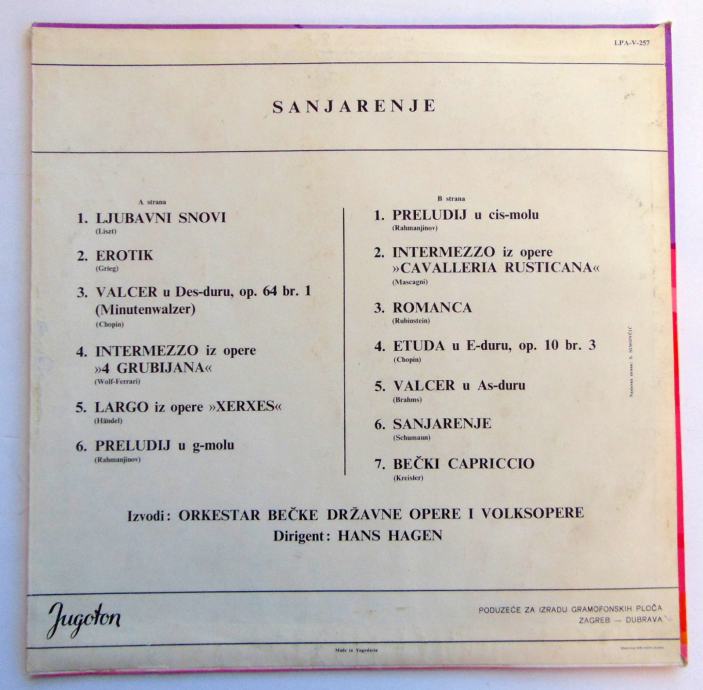 LPA-V-257
SANJARENJE
A strana
1. LJUBAVNI SNOVI
(Liszt)
2. EROTIK
(Grieg)
3. VALCER u Des-duru, op. 64 br. 1
(Minutenwalzer)
(Chopin)
4. INTERMEZZO iz opere
»4 GRUBIJANA«
(Wolf-Ferrari)
5. LARGO iz opere »XERXES«
(Händel)
6. PRELUDIJ u g-molu
(Rahmanjinov)
B strana
1. PRELUDIJ u cis-molu
(Rahmanjinov)
2. INTERMEZZO iz opere
»CAVALLERIA RUSTICANA«
(Mascagni)
3. ROMANCA
(Rubinstein)
4. ETUDA u E-duru, op. 10 br. 3
(Chopin)
5. VALCER u As-duru
(Brahms)
6. SANJARENJE
(Schumann)
7. BEČKI CAPRICCIO
(Kreisler)
Izvodi: ORKESTAR BEČKE DRŽAVNE OPERE I VOLKSOPERE
Dirigent: HANS HAGEN
Jugoton
PODUZEĆE ZA IZRADU GRAMOFONSKIH PLOČA
ZAGREB — DUBRAVA
Made in Yugoslavia